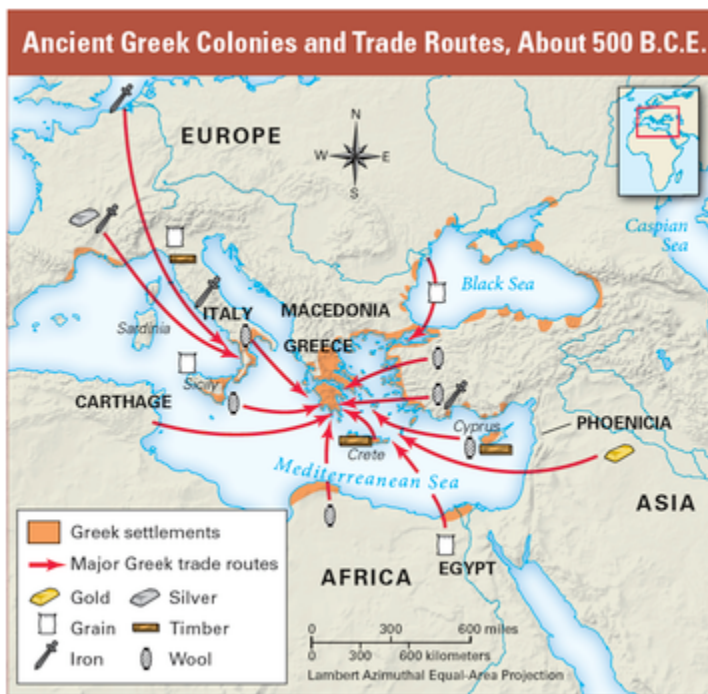 Ancient Greek Colonies and Trade Routes, About 500 B.C.E.
EUROPE
N
W
E
S
Caspian
Sea
Black Sea
ITALY
MACEDONIA
Sardinia
GREECE
Sicily
CARTHAGE
Cyprus
PHOENICIA
Crete
Mediterranean Sea
ASIA
AFRICA
EGYPT
Greek settlements
Major Greek trade routes
Gold
Silver
Grain
Timber
Iron
Wool
0 300 600 miles
0 300 600 kilometers
Lambert Azimuthal Equal-Area Projection